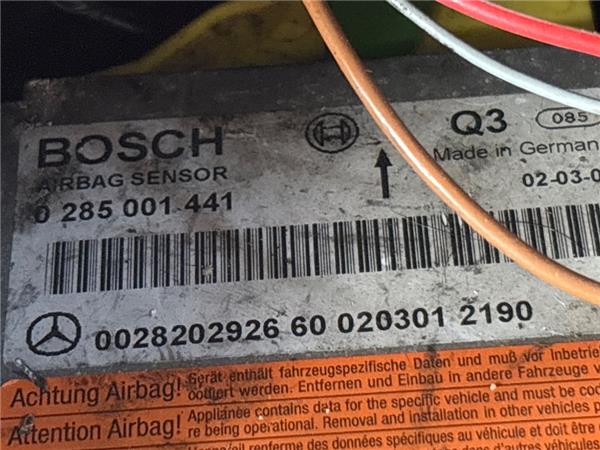 BOSCH
Q3 085
AIRBAG SENSOR
Made in German
0 285 001 441
02-03-0
0028202926 60 020301 2190
Achtung Airbag! Gerät enthält fahrzeugspezifische Daten und muß vor Inbetrie
codiert werden. Entfernen und Einbau in andere Fahrzeuge v
Attention Airbag! Appliance contains data for the specific vehicle and must be coc
re being operational. Removal and installation in other vehicles p
renferme des données spécifiques au véhicule et doit être